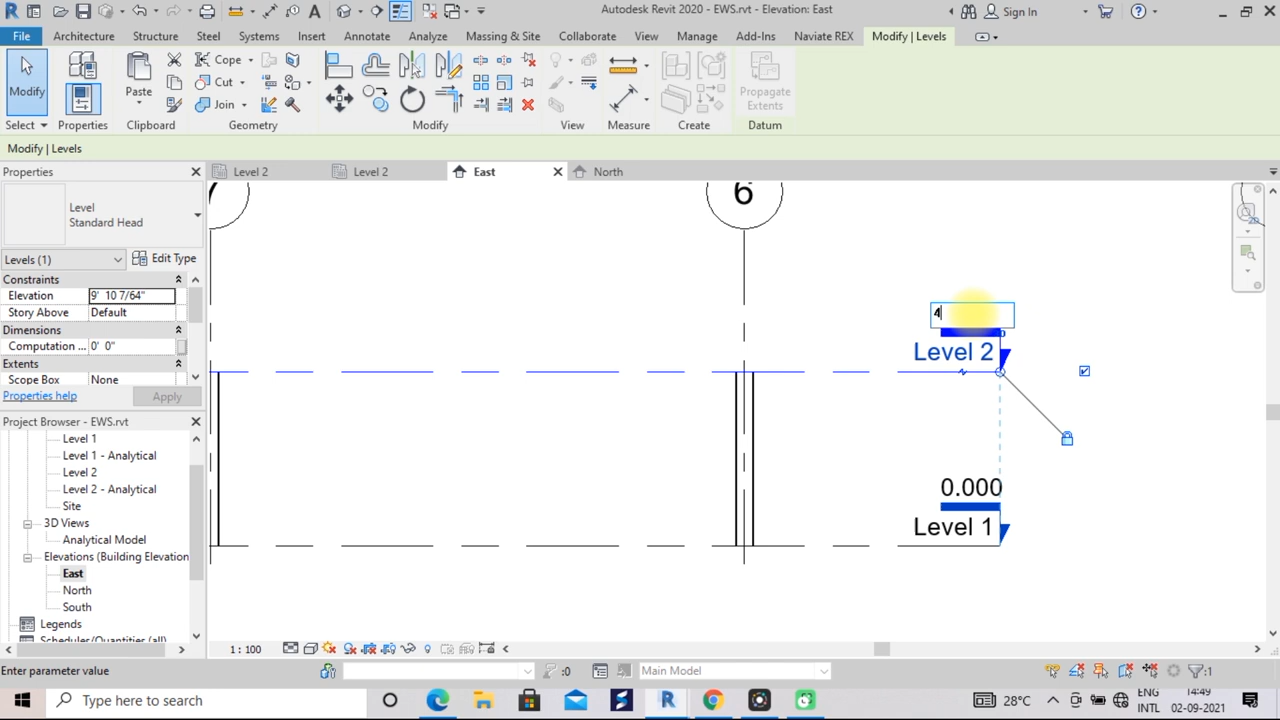 Autodesk Revit 2020 - EWS.rvt - Elevation: East
Sign In
File Architecture Structure Steel Systems Insert Annotate Analyze Massing & Site Collaborate View Manage Add-Ins Naviate REX Modify | Levels
Modify
Paste
Cope
Cut
Join
Propagate
Extents
Select Properties Clipboard Geometry Modify View Measure Create Datum
Modify | Levels
Properties
Level 2
Level 2
East
North
Level
Standard Head
Levels (1)
Edit Type
Constraints
Elevation 9' 10 7/64"
Story Above Default
Dimensions
Computation ... 0' 0"
Extents
Scope Box None
Properties help
Apply
Project Browser - EWS.rvt
Level 1
Level 1 - Analytical
Level 2
Level 2 - Analytical
Site
3D Views
Analytical Model
Elevations (Building Elevation
East
North
South
Legends
Schedules/Quantities (all)
6
4
Level 2
0.000
Level 1
2D
1 : 100
Enter parameter value
:0
Main Model
:1
Type here to search
28°C
ENG
INTL
14:49
02-09-2021